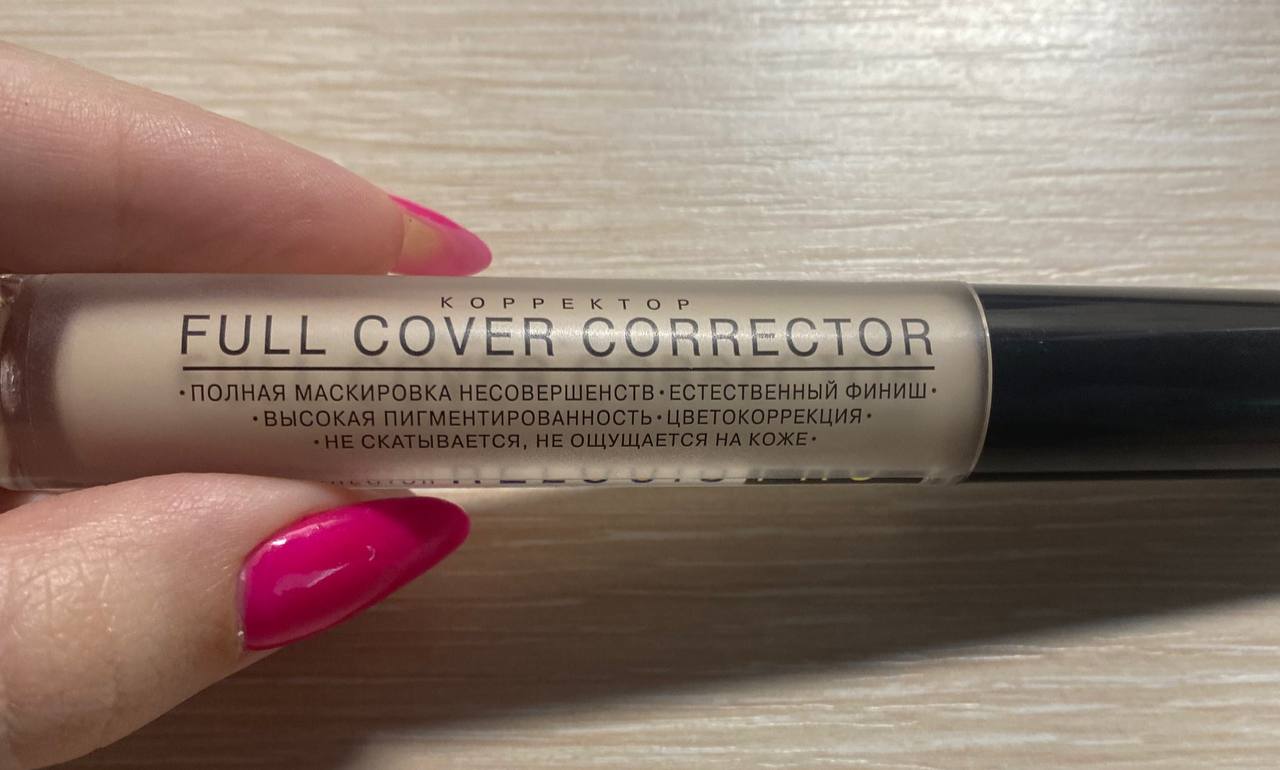 КОРРЕКТОР
FULL COVER CORRECTOR
·ПОЛНАЯ МАСКИРОВКА НЕСОВЕРШЕНСТВ·ЕСТЕСТВЕННЫЙ ФИНИШ·
·ВЫСОКАЯ ПИГМЕНТИРОВАННОСТЬ·ЦВЕТОКОРРЕКЦИЯ·
·НЕ СКАТЫВАЕТСЯ, НЕ ОЩУЩАЕТСЯ НА КОЖЕ·